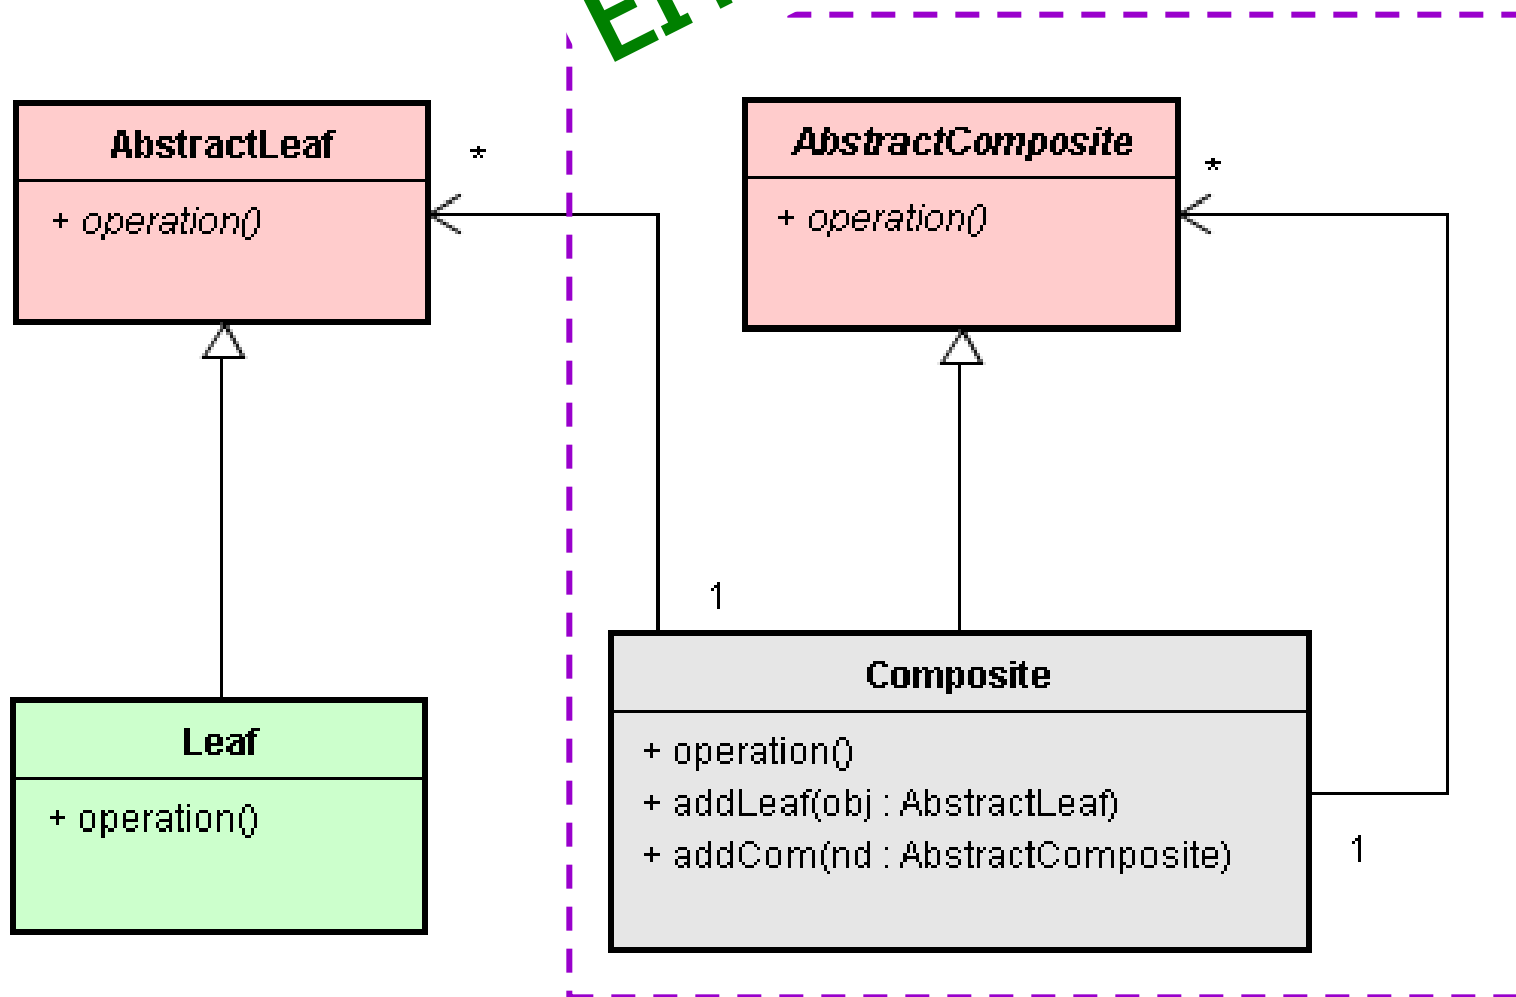 AbstractLeaf
+ operation()
*
AbstractComposite
+ operation()
*
Leaf
+ operation()
1
Composite
+ operation()
+ addLeaf(obj : AbstractLeaf)
+ addCom(nd : AbstractComposite)
1